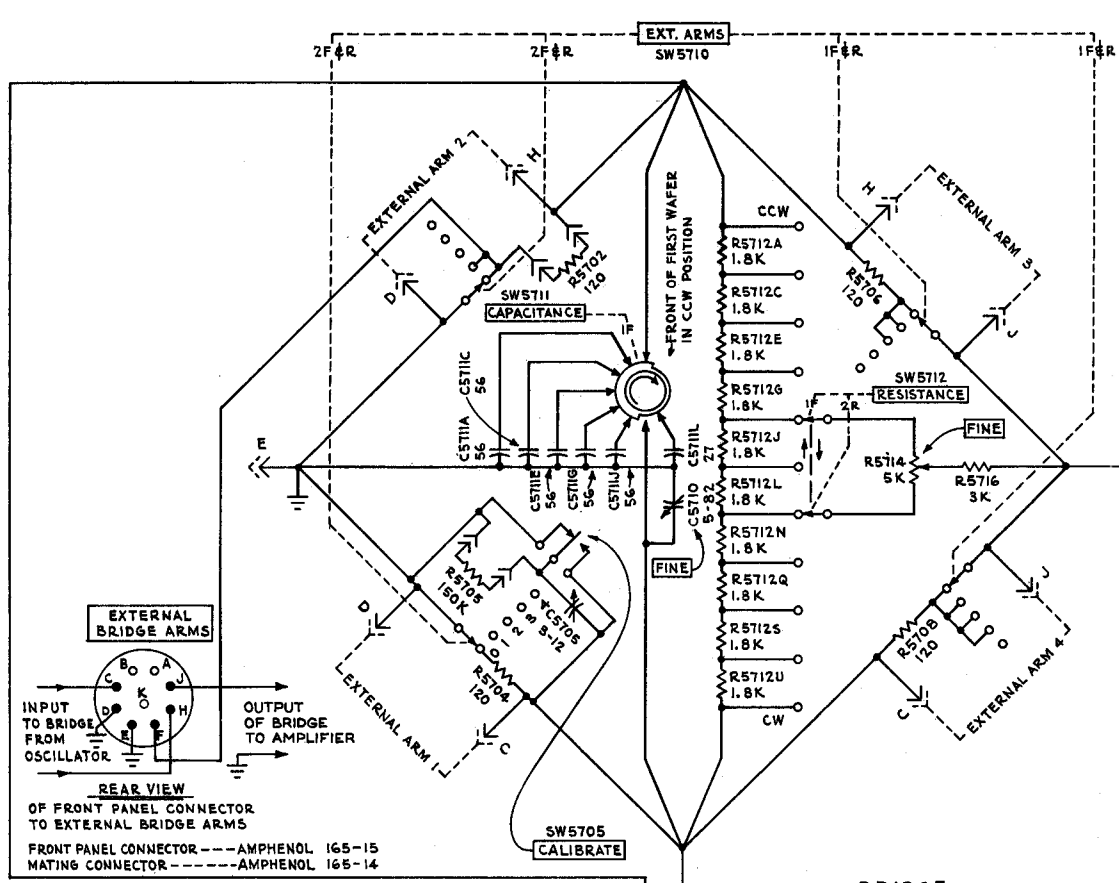 EXT. ARMS
SW5710
2F&R
2F&R
1F&R
1F&R
EXTERNAL ARM 2
H
D
R5702
120
SW5711
CAPACITANCE
1F
FRONT OF FIRST WAFER
IN CCW POSITION
CCW
R5712A
1.8K
R5712C
1.8K
R5712E
1.8K
R5712G
1.8K
R5712J
1.8K
R5712L
1.8K
R5712N
1.8K
R5712Q
1.8K
R5712S
1.8K
R5712U
1.8K
CW
H
EXTERNAL ARM 3
J
R5706
120
SW5712
RESISTANCE
1F
2R
FINE
R5714
5K
R5716
3K
E
C5711A
56
C5711C
56
C5711E
56
C5711G
56
C5711J
56
C5711L
27
C5710
5-82
FINE
R5705
150K
C5705
8-12
4
3
2
1
0
R5704
120
D
EXTERNAL ARM 1
C
J
R5708
120
C
EXTERNAL ARM 4
EXTERNAL
BRIDGE ARMS
B
A
C
J
K
D
H
E
F
INPUT
TO BRIDGE
FROM
OSCILLATOR
OUTPUT
OF BRIDGE
TO AMPLIFIER
REAR VIEW
OF FRONT PANEL CONNECTOR
TO EXTERNAL BRIDGE ARMS
FRONT PANEL CONNECTOR---AMPHENOL 165-15
MATING CONNECTOR------AMPHENOL 165-14
SW5705
CALIBRATE